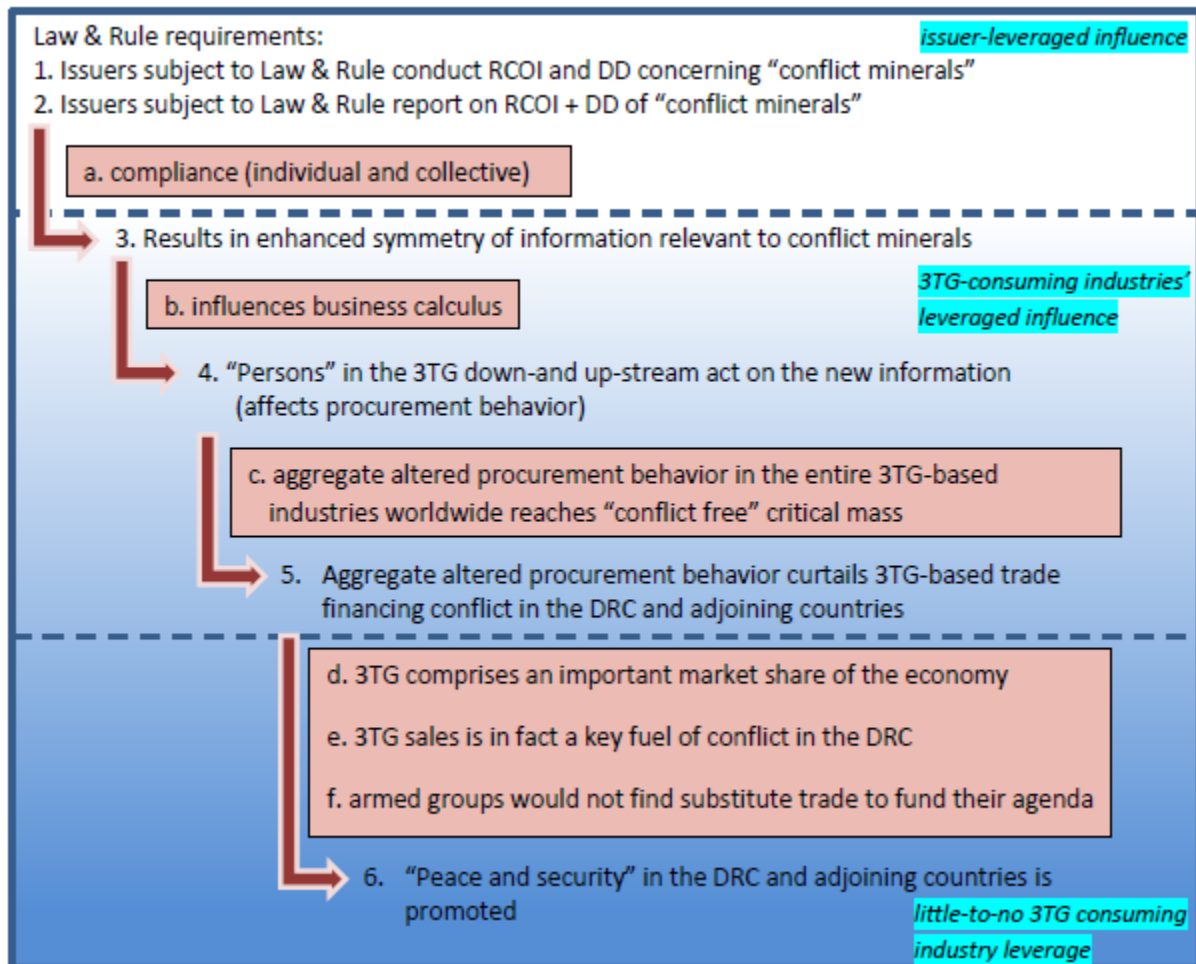 Law & Rule requirements:
issuer-leveraged influence
1. Issuers subject to Law & Rule conduct RCOI and DD concerning “conflict minerals”
2. Issuers subject to Law & Rule report on RCOI + DD of “conflict minerals”
a. compliance (individual and collective)
3. Results in enhanced symmetry of information relevant to conflict minerals
3TG-consuming industries’
leveraged influence
b. influences business calculus
4. “Persons” in the 3TG down-and up-stream act on the new information
(affects procurement behavior)
c. aggregate altered procurement behavior in the entire 3TG-based
industries worldwide reaches “conflict free” critical mass
5. Aggregate altered procurement behavior curtails 3TG-based trade
financing conflict in the DRC and adjoining countries
d. 3TG comprises an important market share of the economy
e. 3TG sales is in fact a key fuel of conflict in the DRC
f. armed groups would not find substitute trade to fund their agenda
6. “Peace and security” in the DRC and adjoining countries is
promoted
little-to-no 3TG consuming
industry leverage